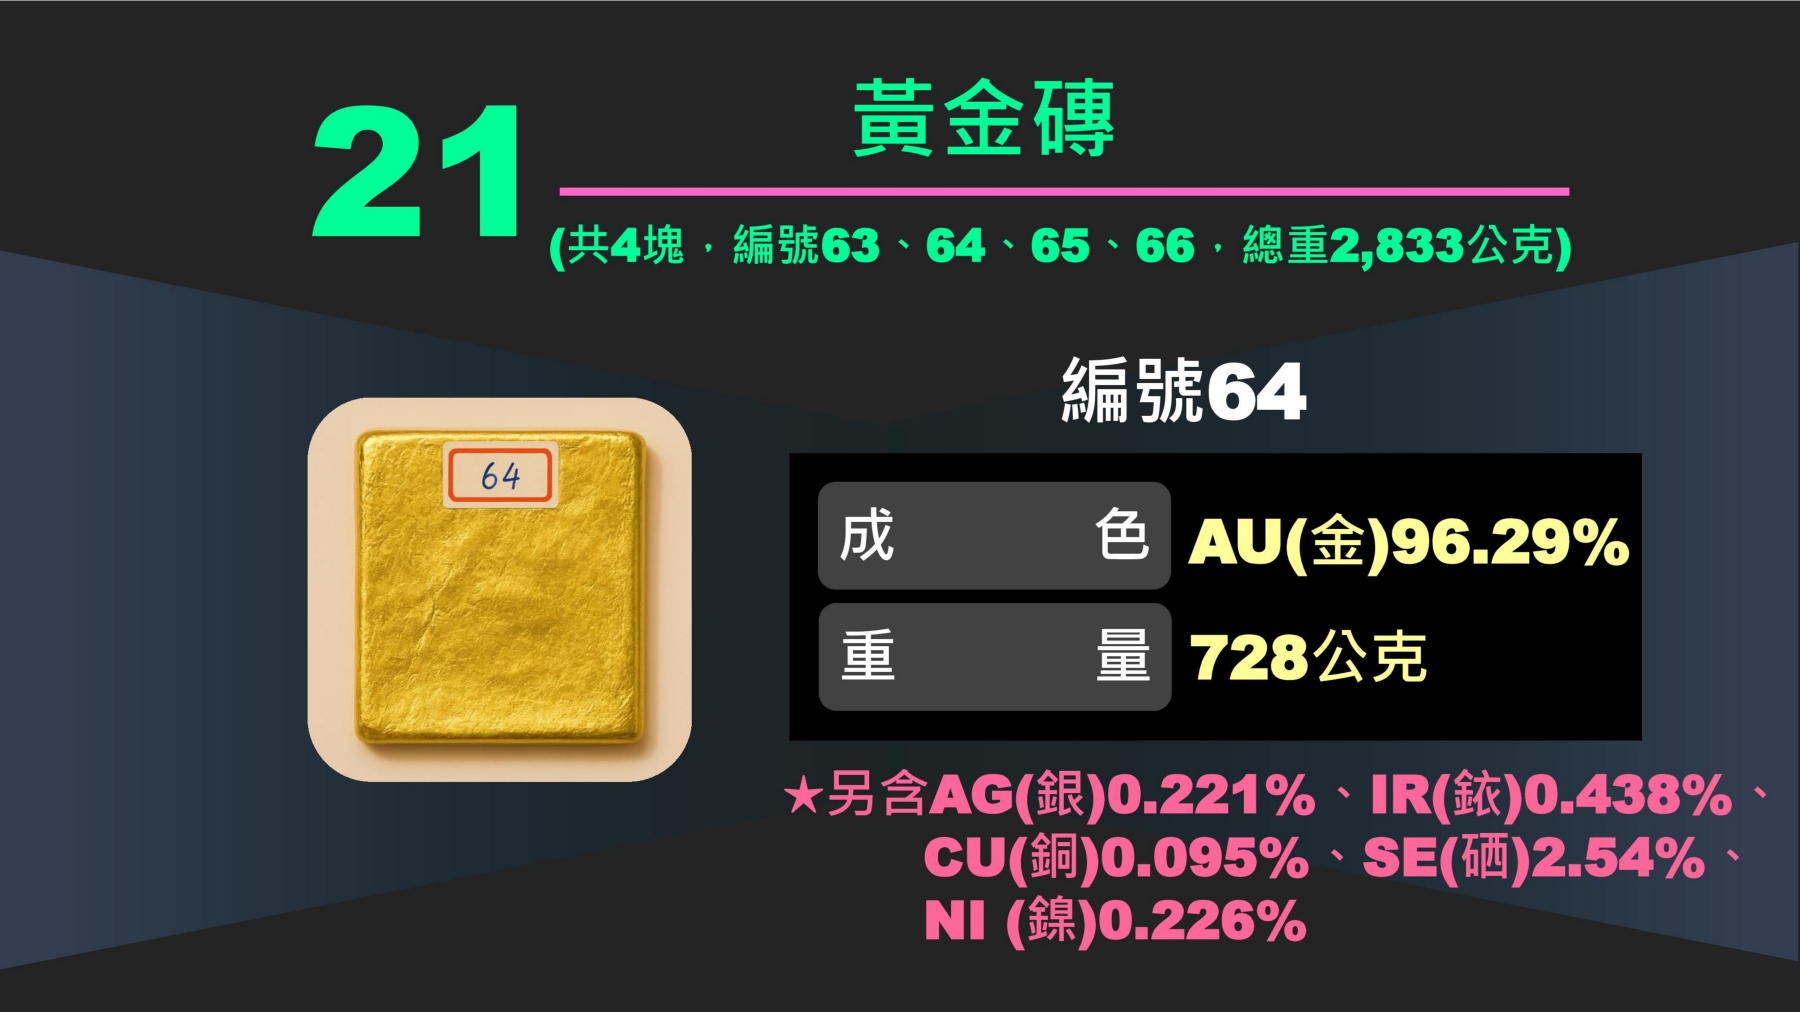 21
黃金磚
(共4塊，編號63、64、65、66，總重2,833公克)
編號64
64
成色 AU(金)96.29%
重量 728公克
★另含AG(銀)0.221%、IR(銥)0.438%、
CU(銅)0.095%、SE(硒)2.54%、
NI (鎳)0.226%